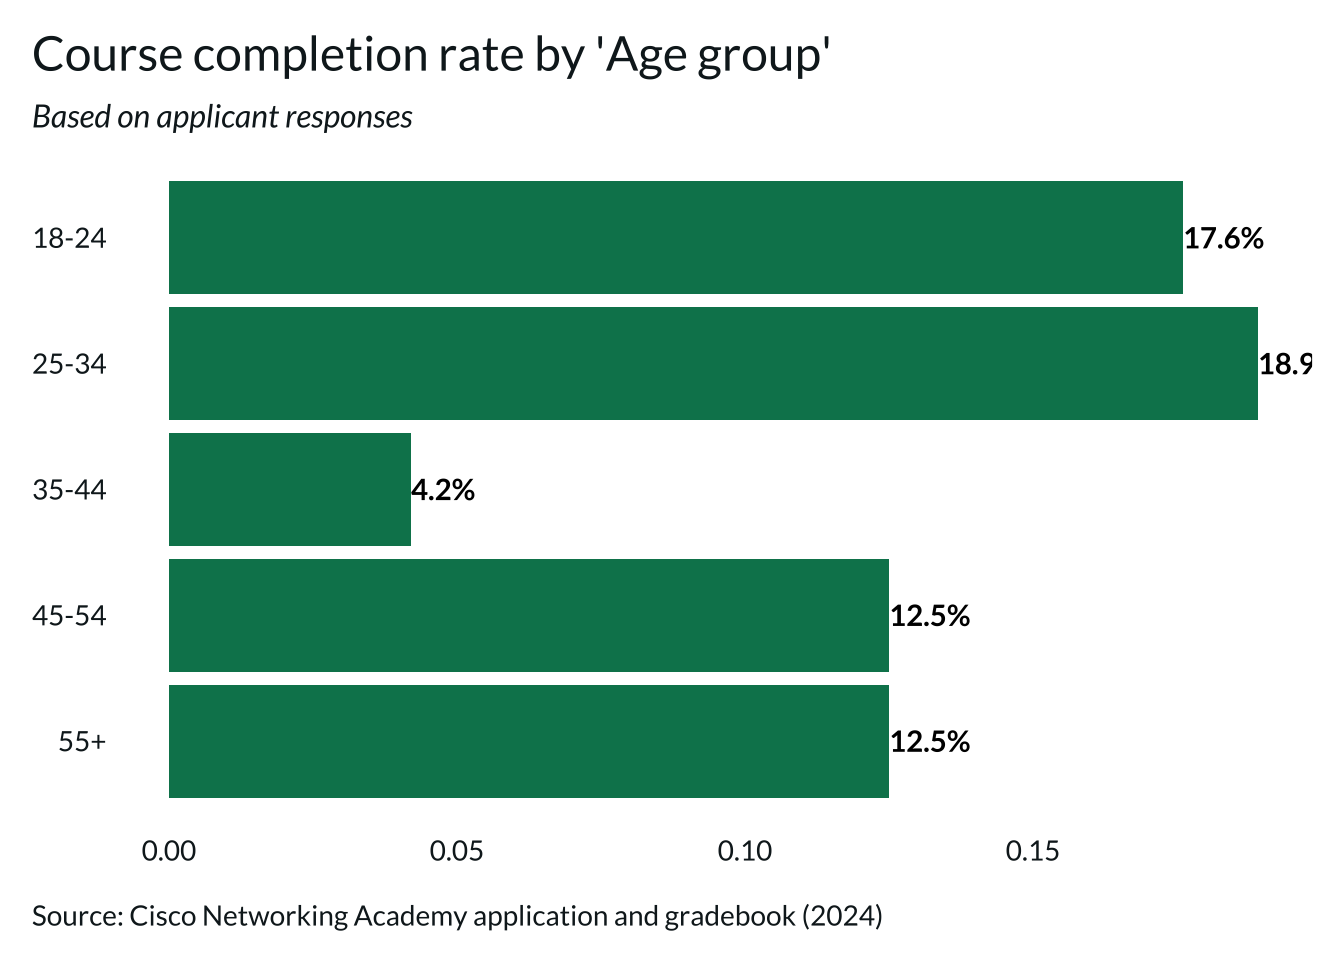 Course completion rate by 'Age group'
Based on applicant responses
18-24 17.6%
25-34 18.9
35-44 4.2%
45-54 12.5%
55+ 12.5%
0.00 0.05 0.10 0.15
Source: Cisco Networking Academy application and gradebook (2024)